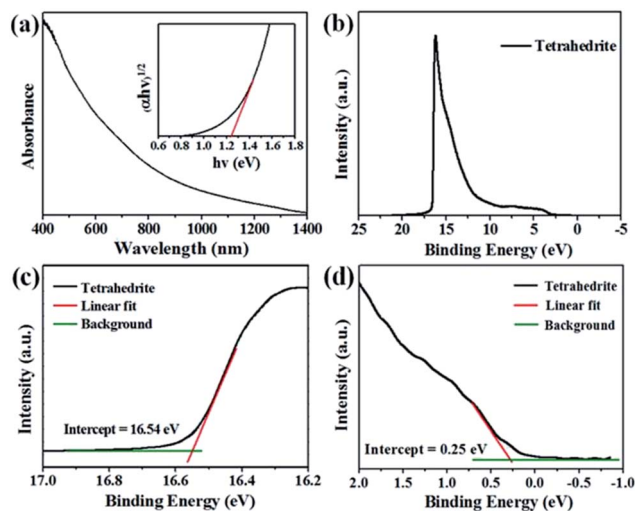 (a)
Absorbance
(αhν)^1/2
0.6 0.8 1.0 1.2 1.4 1.6 1.8
hν (eV)
400 600 800 1000 1200 1400
Wavelength (nm)
(b)
Tetrahedrite
Intensity (a.u.)
25 20 15 10 5 0 -5
Binding Energy (eV)
(c)
Tetrahedrite
Linear fit
Background
Intensity (a.u.)
Intercept = 16.54 eV
17.0 16.8 16.6 16.4 16.2
Binding Energy (eV)
(d)
Tetrahedrite
Linear fit
Background
Intensity (a.u.)
Intercept = 0.25 eV
2.0 1.5 1.0 0.5 0.0 -0.5 -1.0
Binding Energy (eV)